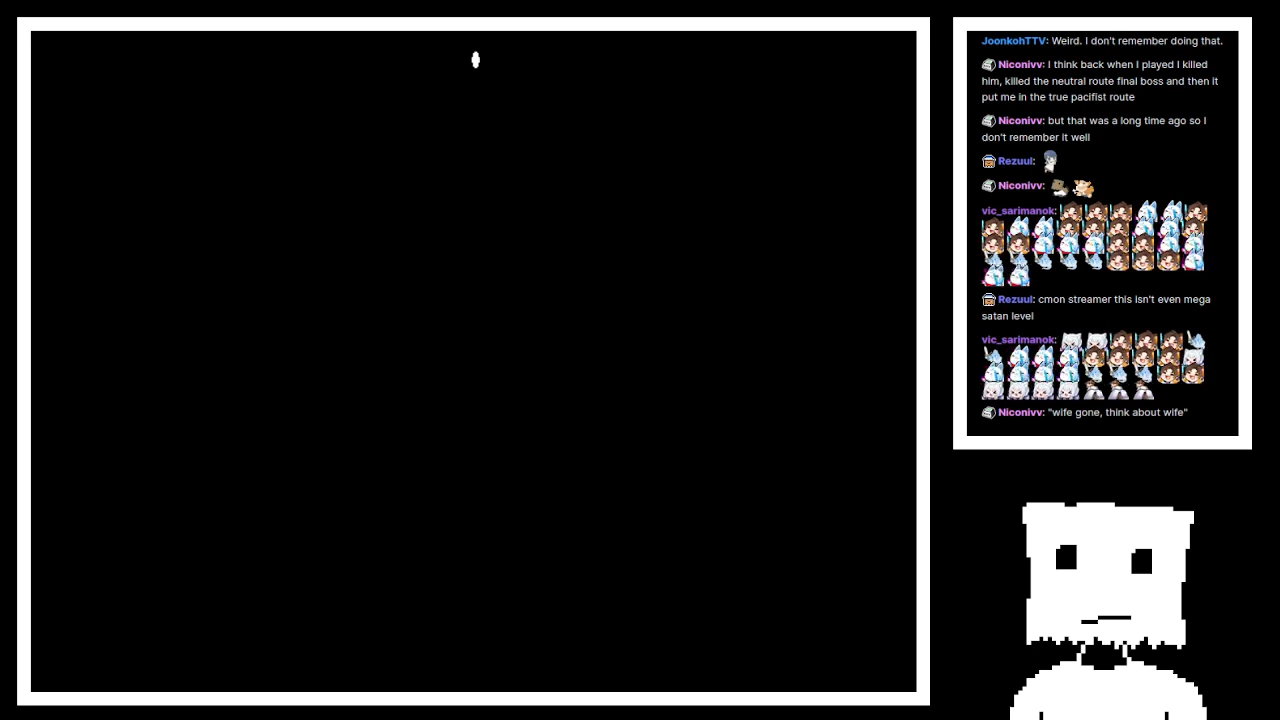 JoonkohTTV: Weird. I don't remember doing that.
Niconivv: I think back when I played I killed
him, killed the neutral route final boss and then it
put me in the true pacifist route
Niconivv: but that was a long time ago so I
don't remember it well
Rezuul:
Niconivv:
vic_sarimanok:
Rezuul: cmon streamer this isn't even mega
satan level
vic_sarimanok:
Niconivv: "wife gone, think about wife"